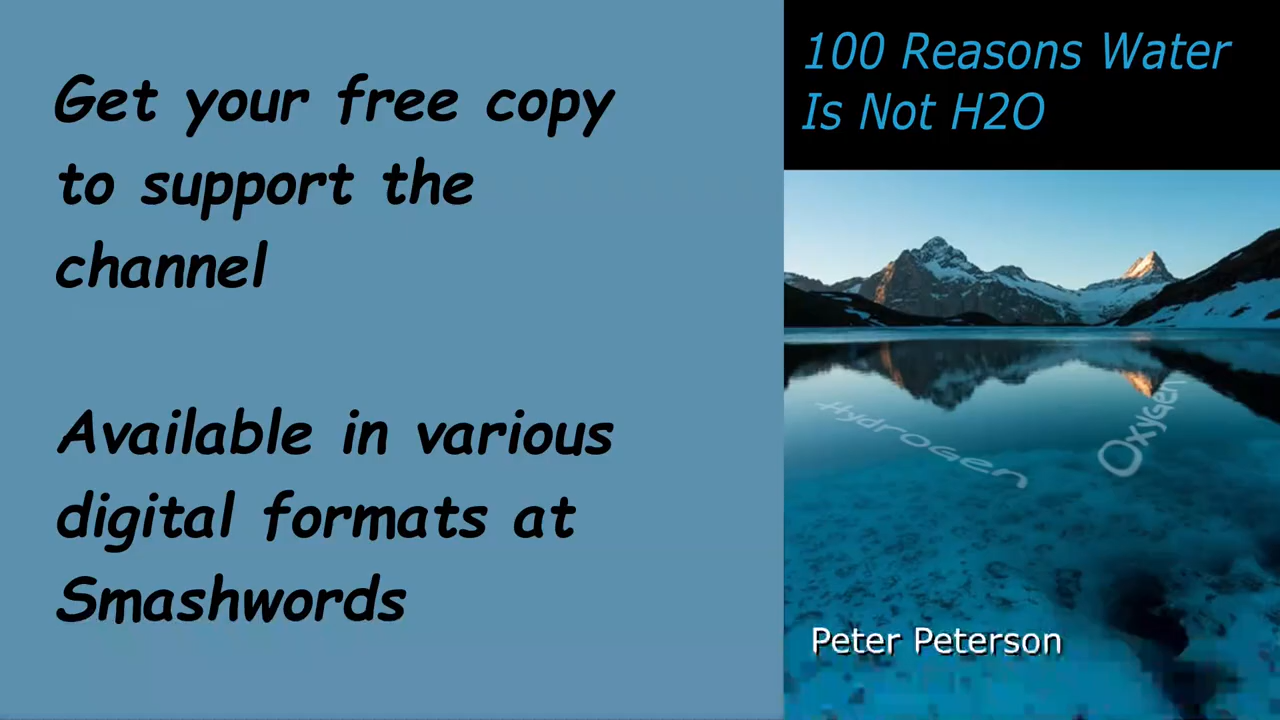 Get your free copy
to support the
channel
Available in various
digital formats at
Smashwords
100 Reasons Water
Is Not H2O
Hydrogen
Oxygen
Peter Peterson